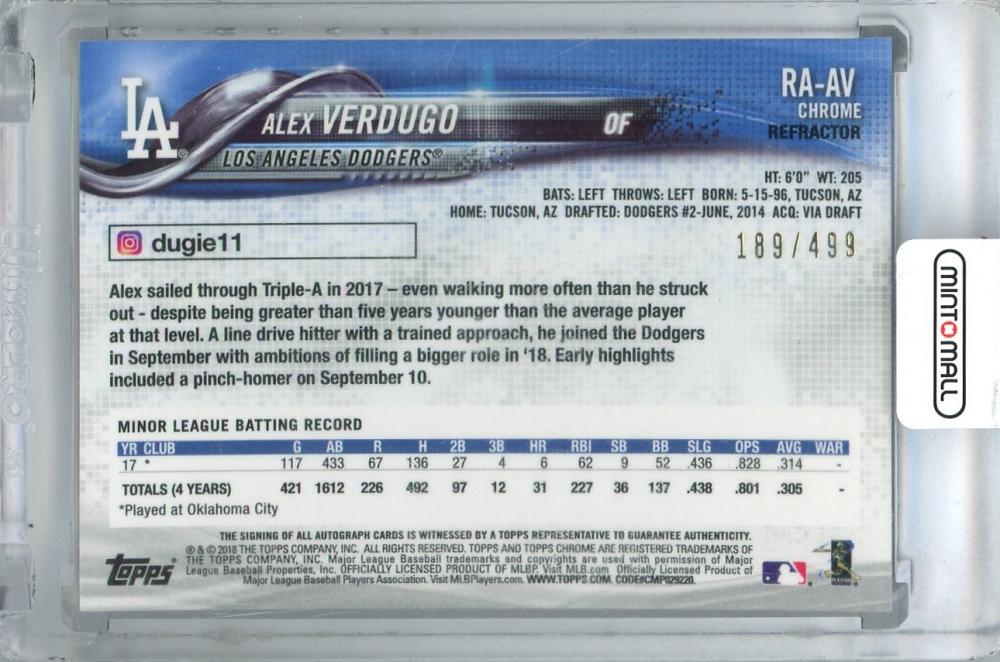 LA
ALEX VERDUGO
OF
LOS ANGELES DODGERS®
RA-AV
CHROME
REFRACTOR
HT: 6'0" WT: 205
BATS: LEFT THROWS: LEFT BORN: 5-15-96, TUCSON, AZ
HOME: TUCSON, AZ DRAFTED: DODGERS #2-JUNE, 2014 ACQ: VIA DRAFT
dugie11
189/499
MINT MALL
Alex sailed through Triple-A in 2017 – even walking more often than he struck
out - despite being greater than five years younger than the average player
at that level. A line drive hitter with a trained approach, he joined the Dodgers
in September with ambitions of filling a bigger role in '18. Early highlights
included a pinch-homer on September 10.
MINOR LEAGUE BATTING RECORD
YR CLUB G AB R H 2B 3B HR RBI SB BB SLG OPS AVG WAR
17 * 117 433 67 136 27 4 6 62 9 52 .436 .828 .314 -
TOTALS (4 YEARS) 421 1612 226 492 97 12 31 227 36 137 .438 .801 .305 -
*Played at Oklahoma City
THE SIGNING OF ALL AUTOGRAPH CARDS IS WITNESSED BY A TOPPS REPRESENTATIVE TO GUARANTEE AUTHENTICITY.
® & © 2018 THE TOPPS COMPANY, INC. ALL RIGHTS RESERVED. TOPPS AND TOPPS CHROME ARE REGISTERED TRADEMARKS OF
THE TOPPS COMPANY, INC. Major League Baseball trademarks and copyrights are used with permission of Major
League Baseball Properties, Inc. OFFICIALLY LICENSED PRODUCT OF MLBP. Visit MLB.com Officially Licensed Product of
Major League Baseball Players Association. Visit MLBPlayers.com. WWW.TOPPS.COM. CODE#CMP029220.
Topps